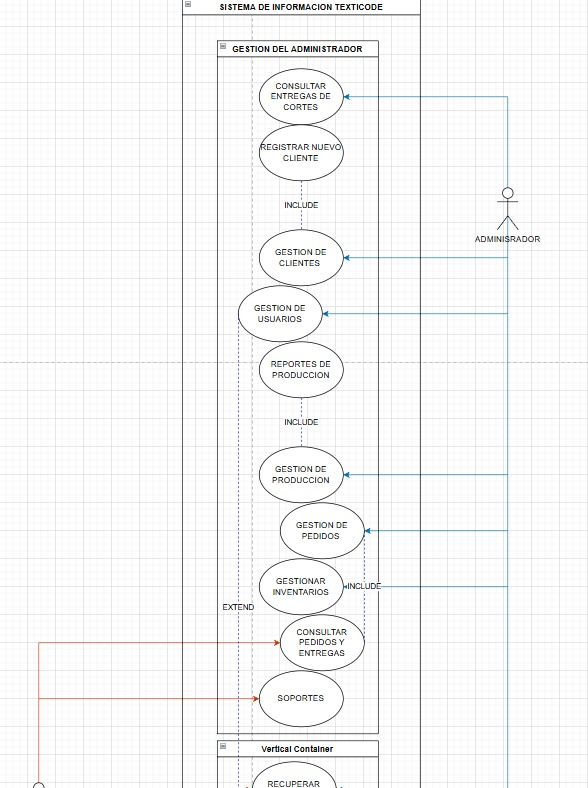 SISTEMA DE INFORMACION TEXTICODE
GESTION DEL ADMINISTRADOR
CONSULTAR
ENTREGAS DE
CORTES
REGISTRAR NUEVO
CLIENTE
INCLUDE
ADMINISRADOR
GESTION DE
CLIENTES
GESTION DE
USUARIOS
REPORTES DE
PRODUCCION
INCLUDE
GESTION DE
PRODUCCION
GESTION DE
PEDIDOS
GESTIONAR
INVENTARIOS
INCLUDE
EXTEND
CONSULTAR
PEDIDOS Y
ENTREGAS
SOPORTES
Vertical Container
RECUPERAR